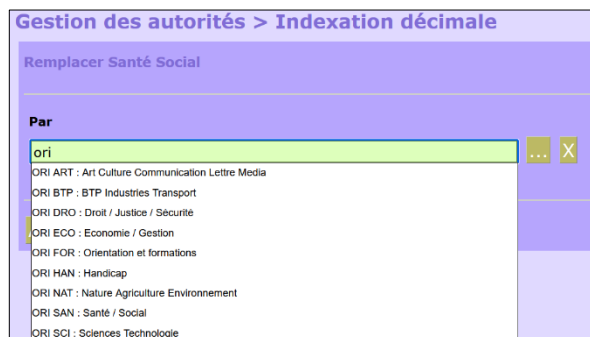 Gestion des autorités > Indexation décimale
Remplacer Santé Social
Par
ori
... X
ORI ART : Art Culture Communication Lettre Media
ORI BTP : BTP Industries Transport
ORI DRO : Droit / Justice / Sécurité
ORI ECO : Economie / Gestion
ORI FOR : Orientation et formations
ORI HAN : Handicap
ORI NAT : Nature Agriculture Environnement
ORI SAN : Santé / Social
ORI SCI : Sciences Technologie